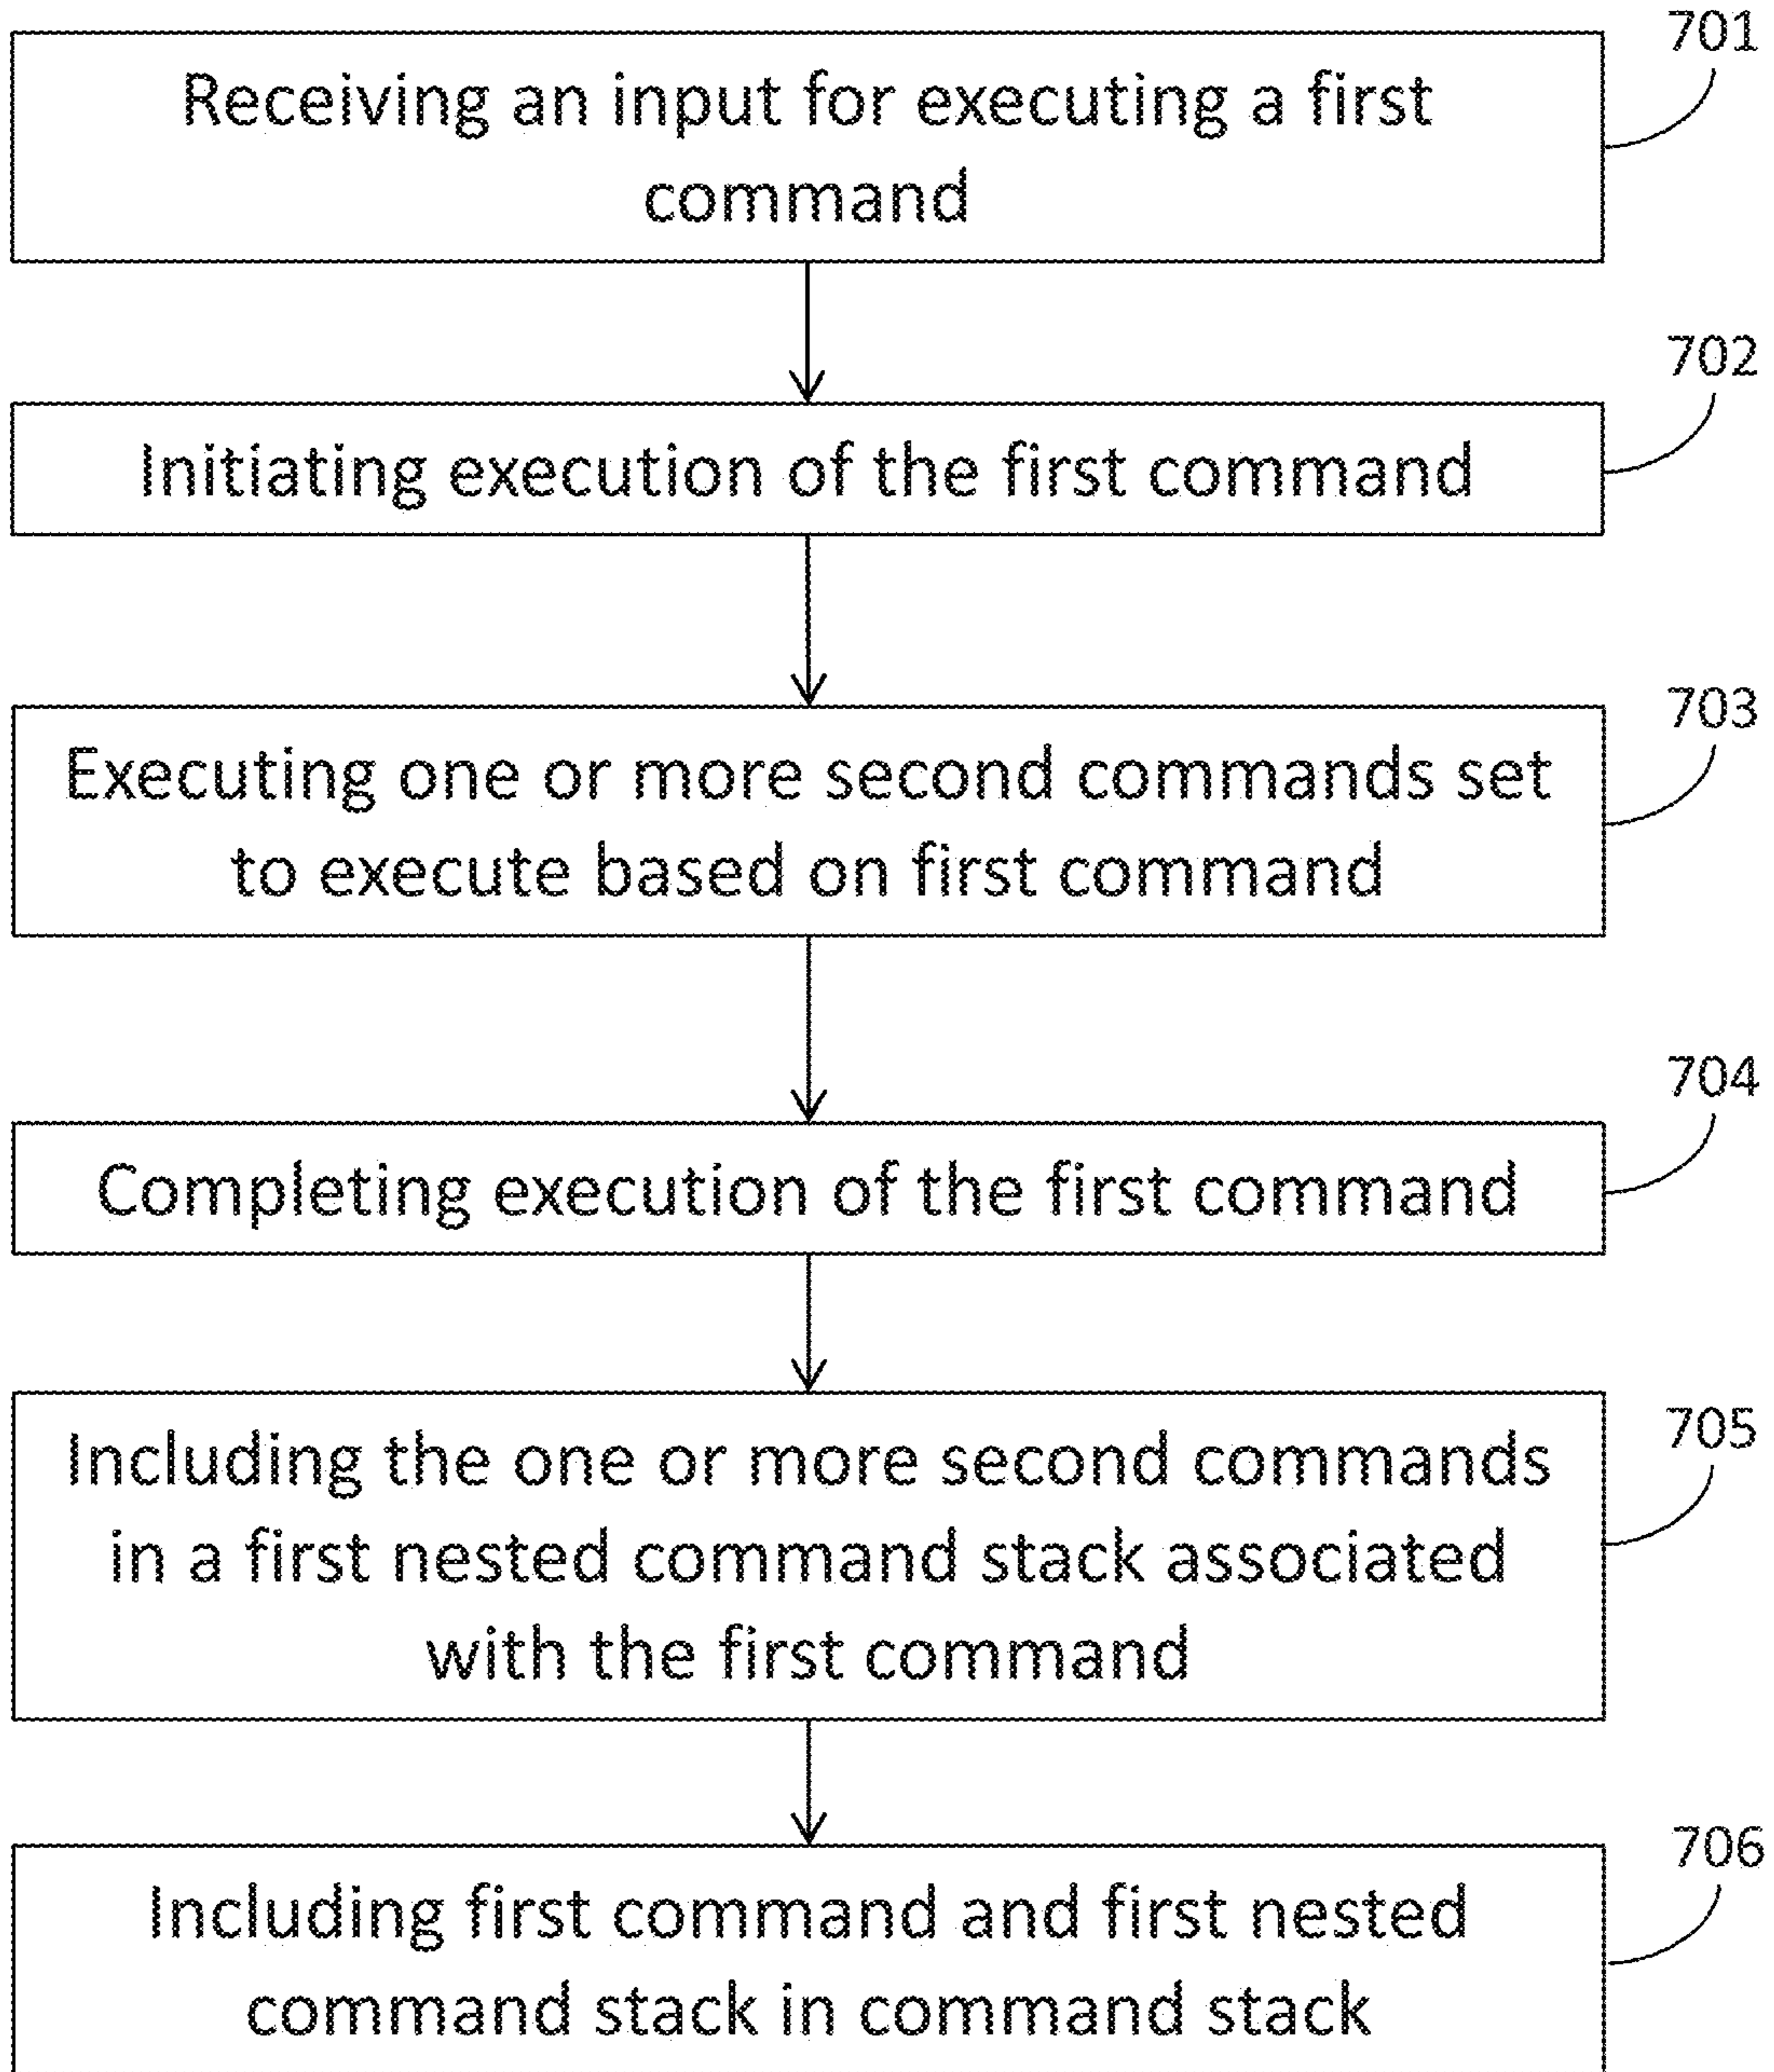 701
Receiving an input for executing a first
command
702
Initiating execution of the first command
703
Executing one or more second commands set
to execute based on first command
704
Completing execution of the first command
705
Including the one or more second commands
in a first nested command stack associated
with the first command
706
Including first command and first nested
command stack in command stack